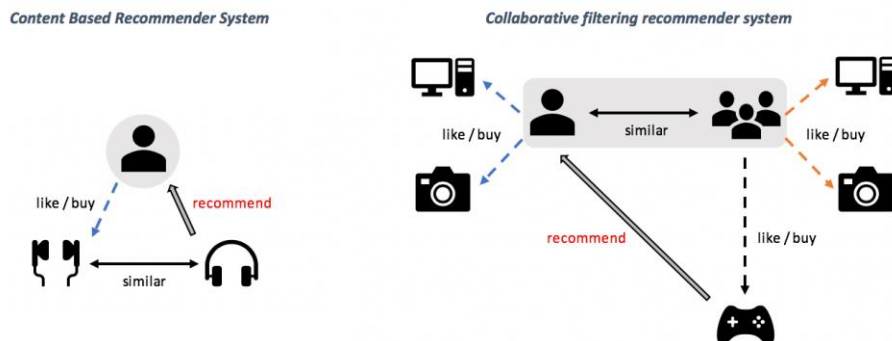 Content Based Recommender System
like / buy
recommend
similar
Collaborative filtering recommender system
like / buy
similar
like / buy
recommend
like / buy